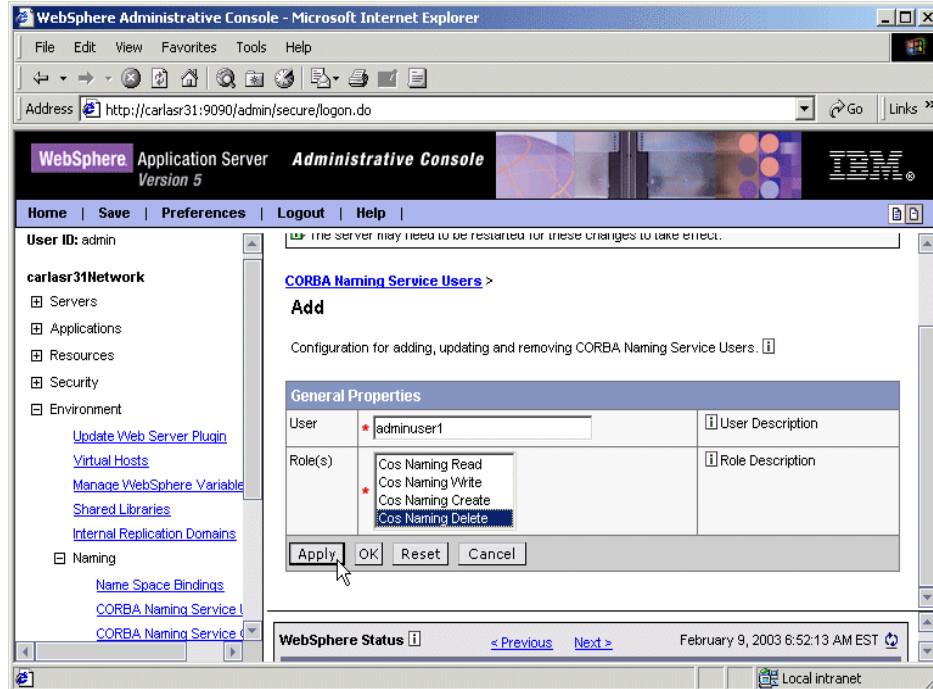 WebSphere Administrative Console - Microsoft Internet Explorer
File Edit View Favorites Tools Help
Address http://carlasr31:9090/admin/secure/logon.do Go Links »
WebSphere Application Server Administrative Console
Version 5
IBM
Home | Save | Preferences | Logout | Help |
User ID: admin
carlasr31Network
Servers
Applications
Resources
Security
Environment
Update Web Server Plugin
Virtual Hosts
Manage WebSphere Variable
Shared Libraries
Internal Replication Domains
Naming
Name Space Bindings
CORBA Naming Service U
CORBA Naming Service G
The server may need to be restarted for these changes to take effect.
CORBA Naming Service Users >
Add
Configuration for adding, updating and removing CORBA Naming Service Users. i
General Properties
User * adminuser1 i User Description
Role(s) * i Role Description
Cos Naming Read
Cos Naming Write
Cos Naming Create
Cos Naming Delete
Apply OK Reset Cancel
WebSphere Status i < Previous Next > February 9, 2003 6:52:13 AM EST
Local intranet